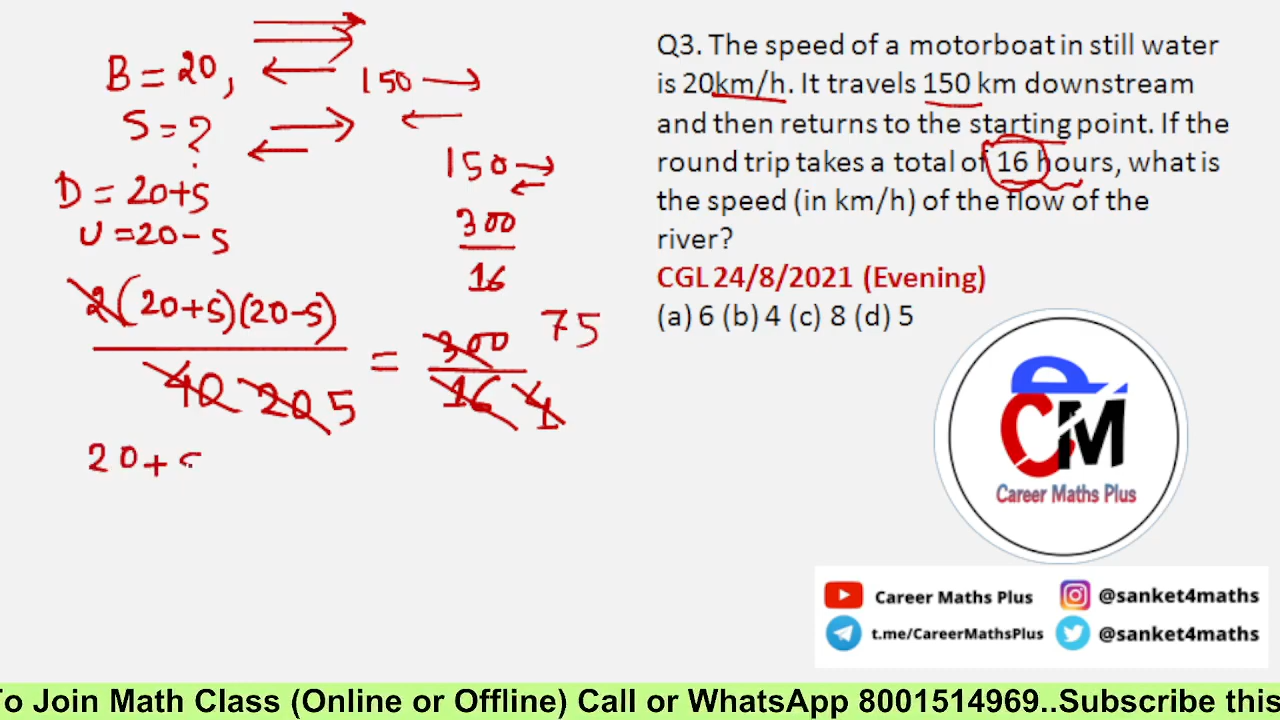 B = 20,
S = ?
D = 20+S
U = 20-S
150
150
300
16
2(20+S)(20-S)
40 20 5
=
300
16 4
75
20+
Q3. The speed of a motorboat in still water
is 20km/h. It travels 150 km downstream
and then returns to the starting point. If the
round trip takes a total of 16 hours, what is
the speed (in km/h) of the flow of the
river?
CGL 24/8/2021 (Evening)
(a) 6 (b) 4 (c) 8 (d) 5
CM
Career Maths Plus
Career Maths Plus
@sanket4maths
t.me/CareerMathsPlus
@sanket4maths
To Join Math Class (Online or Offline) Call or WhatsApp 8001514969..Subscribe this